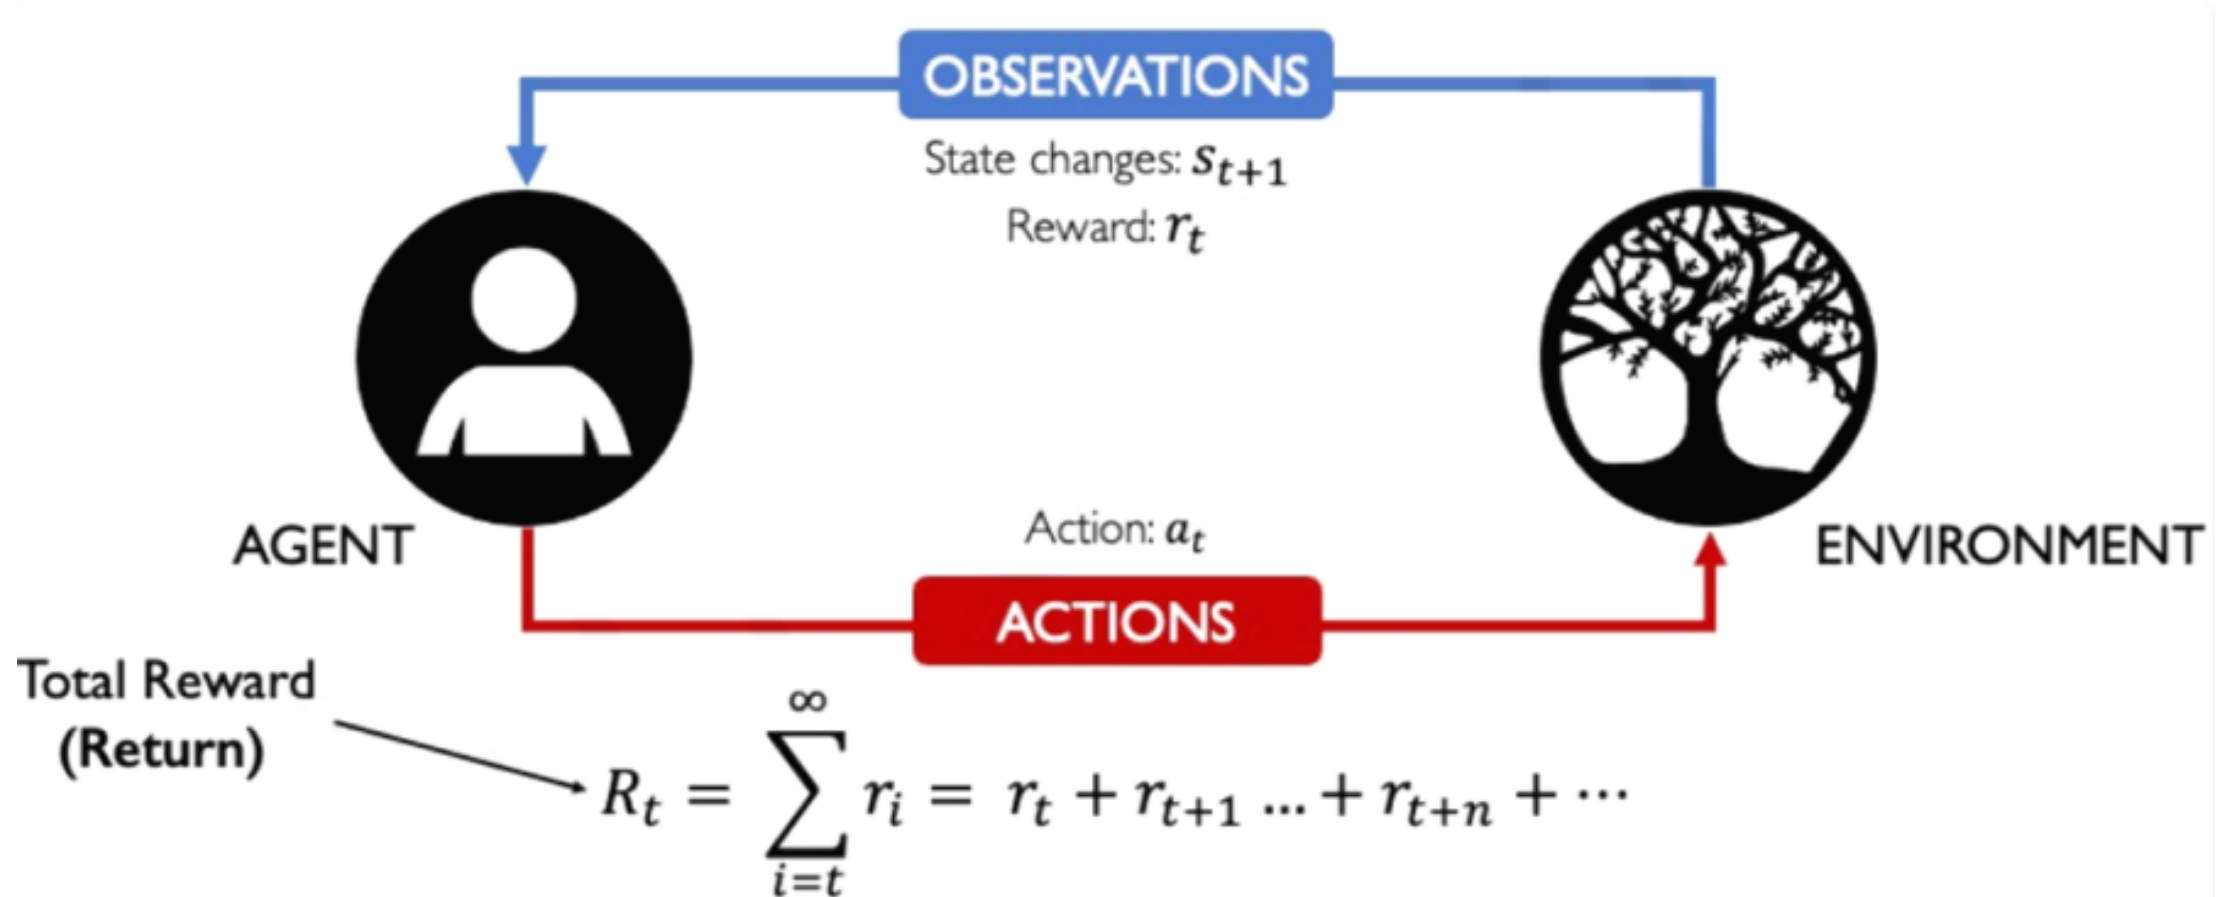 OBSERVATIONS
State changes: s_{t+1}
Reward: r_t
AGENT
ENVIRONMENT
Action: a_t
ACTIONS
Total Reward
(Return)
R_t = \sum_{i=t}^{∞} r_i = r_t + r_{t+1} ... + r_{t+n} + ⋯